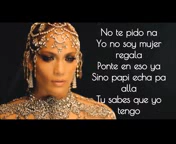 No te pido na
Yo no soy mujer
regala
Ponte en eso ya
Sino papi echa pa
alla
Tu sabes que yo
tengo